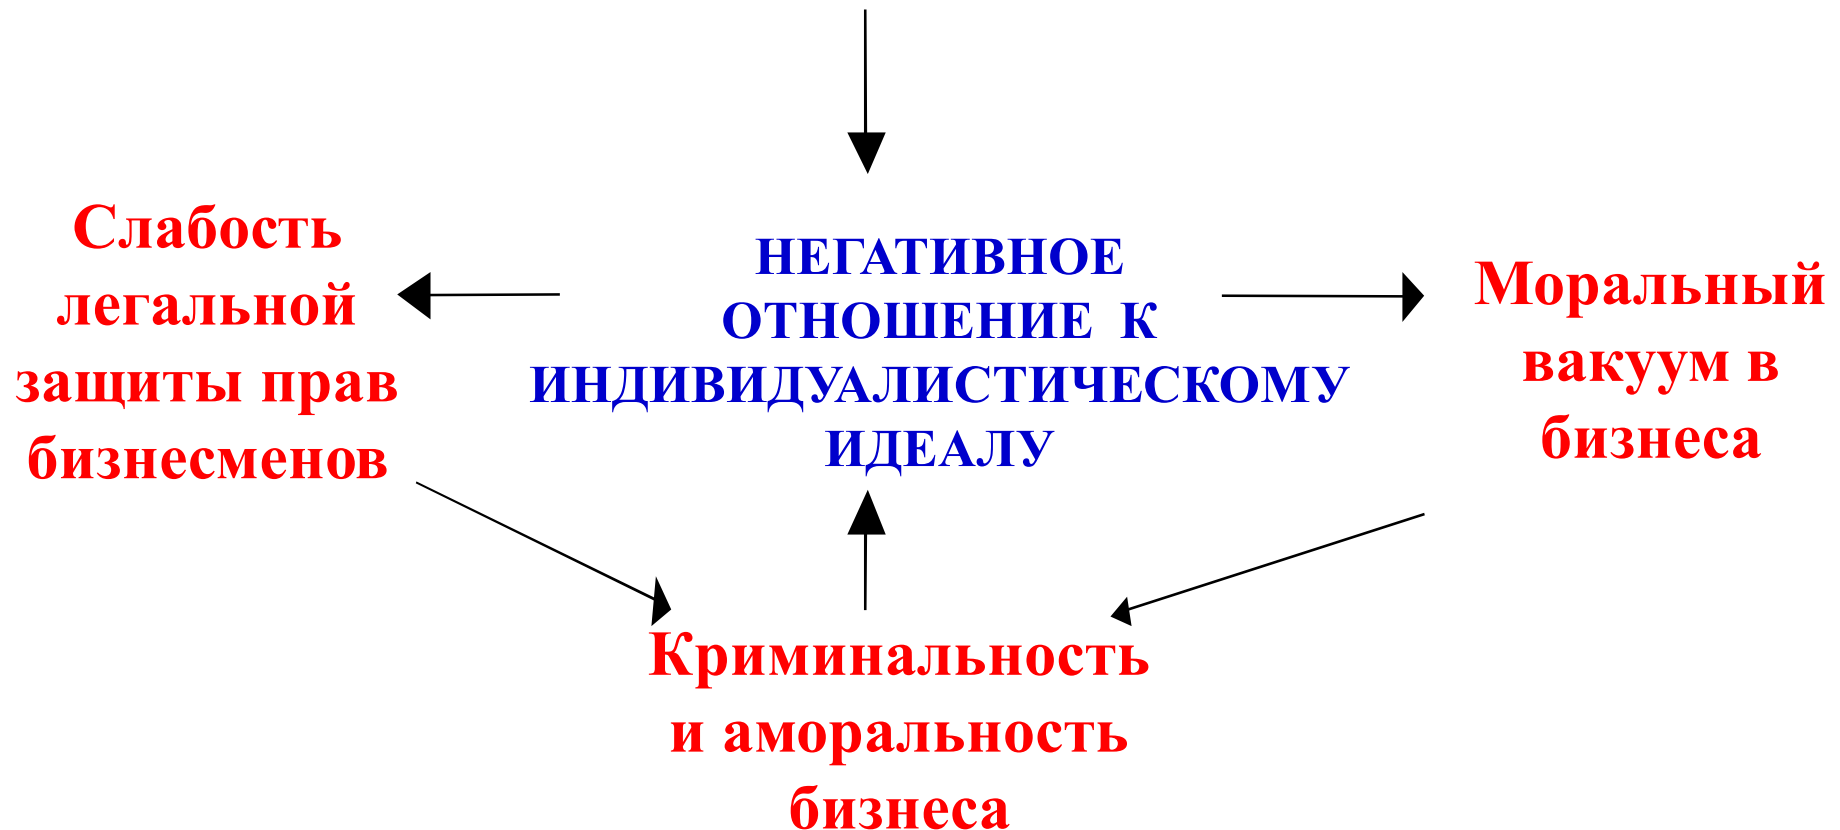 Слабость
легальной
защиты прав
бизнесменов
НЕГАТИВНОЕ
ОТНОШЕНИЕ К
ИНДИВИДУАЛИСТИЧЕСКОМУ
ИДЕАЛУ
Моральный
вакуум в
бизнеса
Криминальность
и аморальность
бизнеса